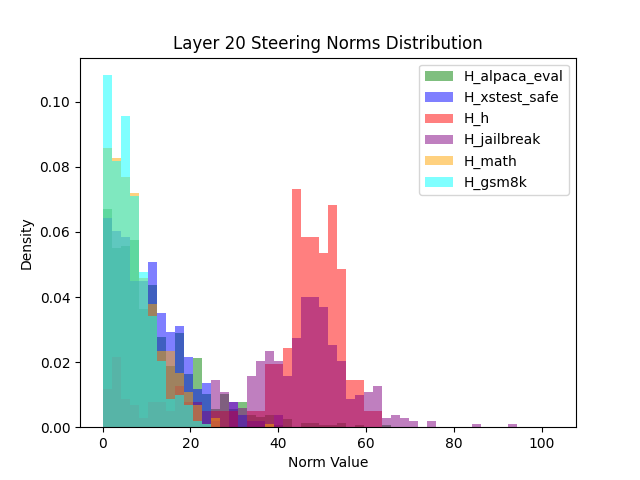 Layer 20 Steering Norms Distribution
H_alpaca_eval
H_xstest_safe
H_h
H_jailbreak
H_math
H_gsm8k
0.10
0.08
0.06
0.04
0.02
0.00
Density
0 20 40 60 80 100
Norm Value